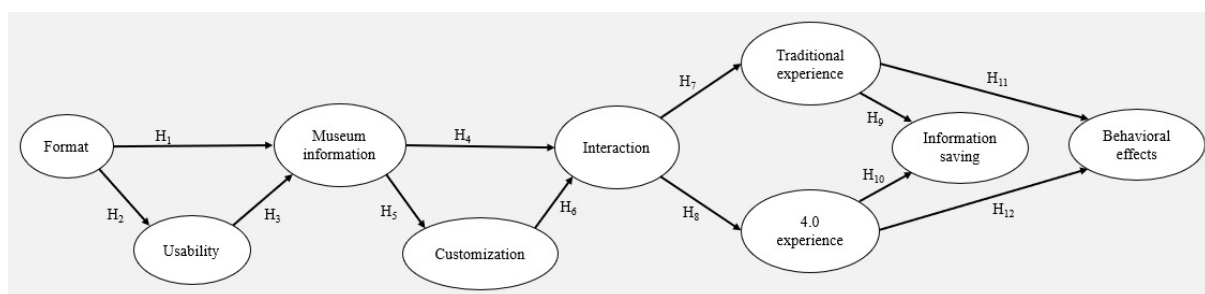 Format
H1
H2
Usability
H3
Museum
information
H4
H5
Customization
H6
Interaction
H7
H8
Traditional
experience
4.0
experience
H9
H10
Information
saving
H11
H12
Behavioral
effects